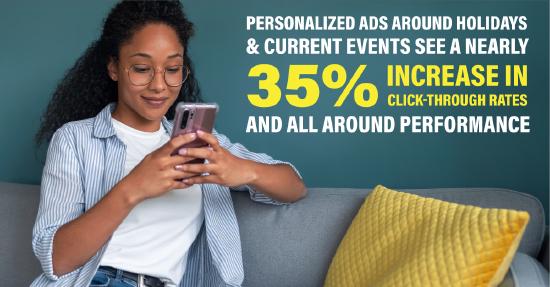 PERSONALIZED ADS AROUND HOLIDAYS
& CURRENT EVENTS SEE A NEARLY
35% INCREASE IN
CLICK-THROUGH RATES
AND ALL AROUND PERFORMANCE